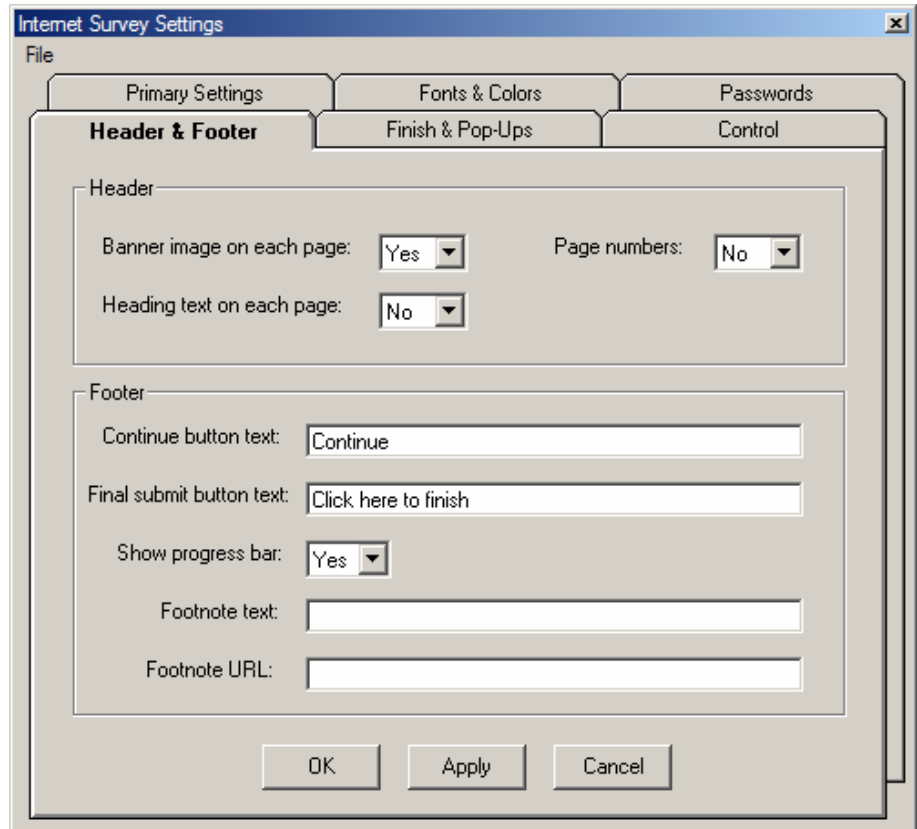 Internet Survey Settings
File
Primary Settings Fonts & Colors Passwords
Header & Footer Finish & Pop-Ups Control
Header
Banner image on each page: Yes Page numbers: No
Heading text on each page: No
Footer
Continue button text: Continue
Final submit button text: Click here to finish
Show progress bar: Yes
Footnote text:
Footnote URL:
OK Apply Cancel